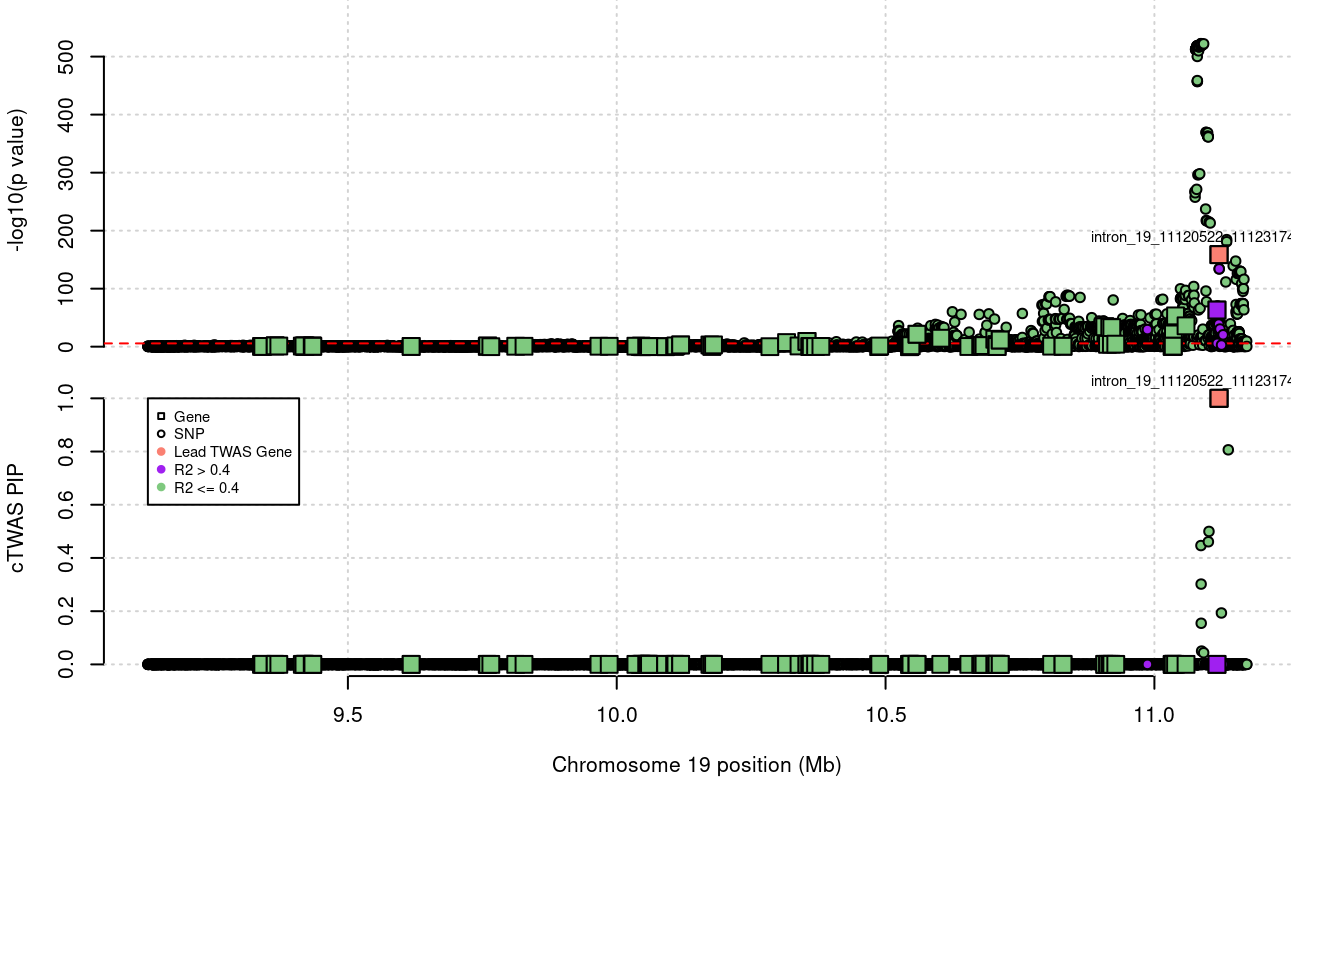 500
400
300
200
100
0
-log10(p value)
intron_19_11120522_11123174
intron_19_11120522_11123174
1.0
0.8
0.6
0.4
0.2
0.0
cTWAS PIP
Gene
SNP
Lead TWAS Gene
R2 > 0.4
R2 <= 0.4
9.5
10.0
10.5
11.0
Chromosome 19 position (Mb)